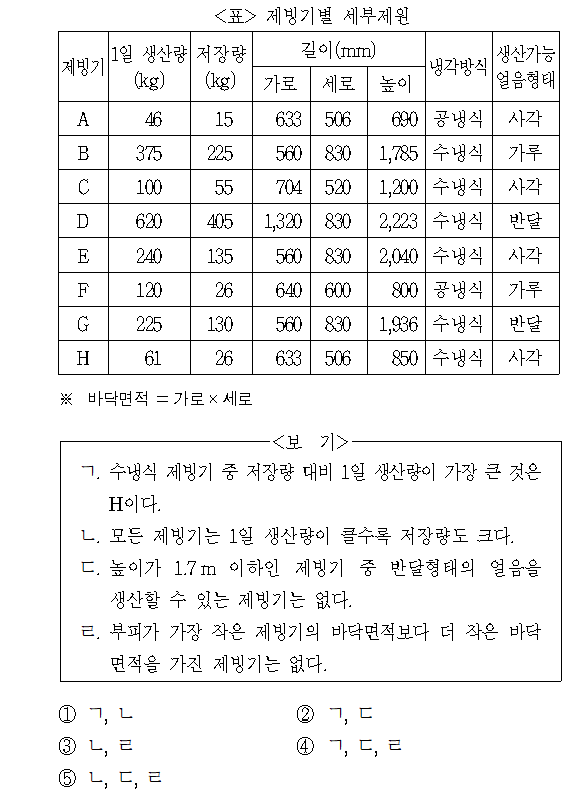 <표> 제빙기별 세부제원
제빙기 1일 생산량 (kg) 저장량 (kg) 길이(mm) 냉각방식 생산가능 얼음형태
가로 세로 높이
A 46 15 633 506 690 공냉식 사각
B 375 225 560 830 1,785 수냉식 가루
C 100 55 704 520 1,200 수냉식 사각
D 620 405 1,320 830 2,223 수냉식 반달
E 240 135 560 830 2,040 수냉식 사각
F 120 26 640 600 800 공냉식 가루
G 225 130 560 830 1,936 수냉식 반달
H 61 26 633 506 850 수냉식 사각
※ 바닥면적 = 가로 × 세로
<보 기>
ㄱ. 수냉식 제빙기 중 저장량 대비 1일 생산량이 가장 큰 것은
H이다.
ㄴ. 모든 제빙기는 1일 생산량이 클수록 저장량도 크다.
ㄷ. 높이가 1.7 m 이하인 제빙기 중 반달형태의 얼음을
생산할 수 있는 제빙기는 없다.
ㄹ. 부피가 가장 작은 제빙기의 바닥면적보다 더 작은 바닥
면적을 가진 제빙기는 없다.
① ㄱ, ㄴ ② ㄱ, ㄷ
③ ㄴ, ㄹ ④ ㄱ, ㄷ, ㄹ
⑤ ㄴ, ㄷ, ㄹ